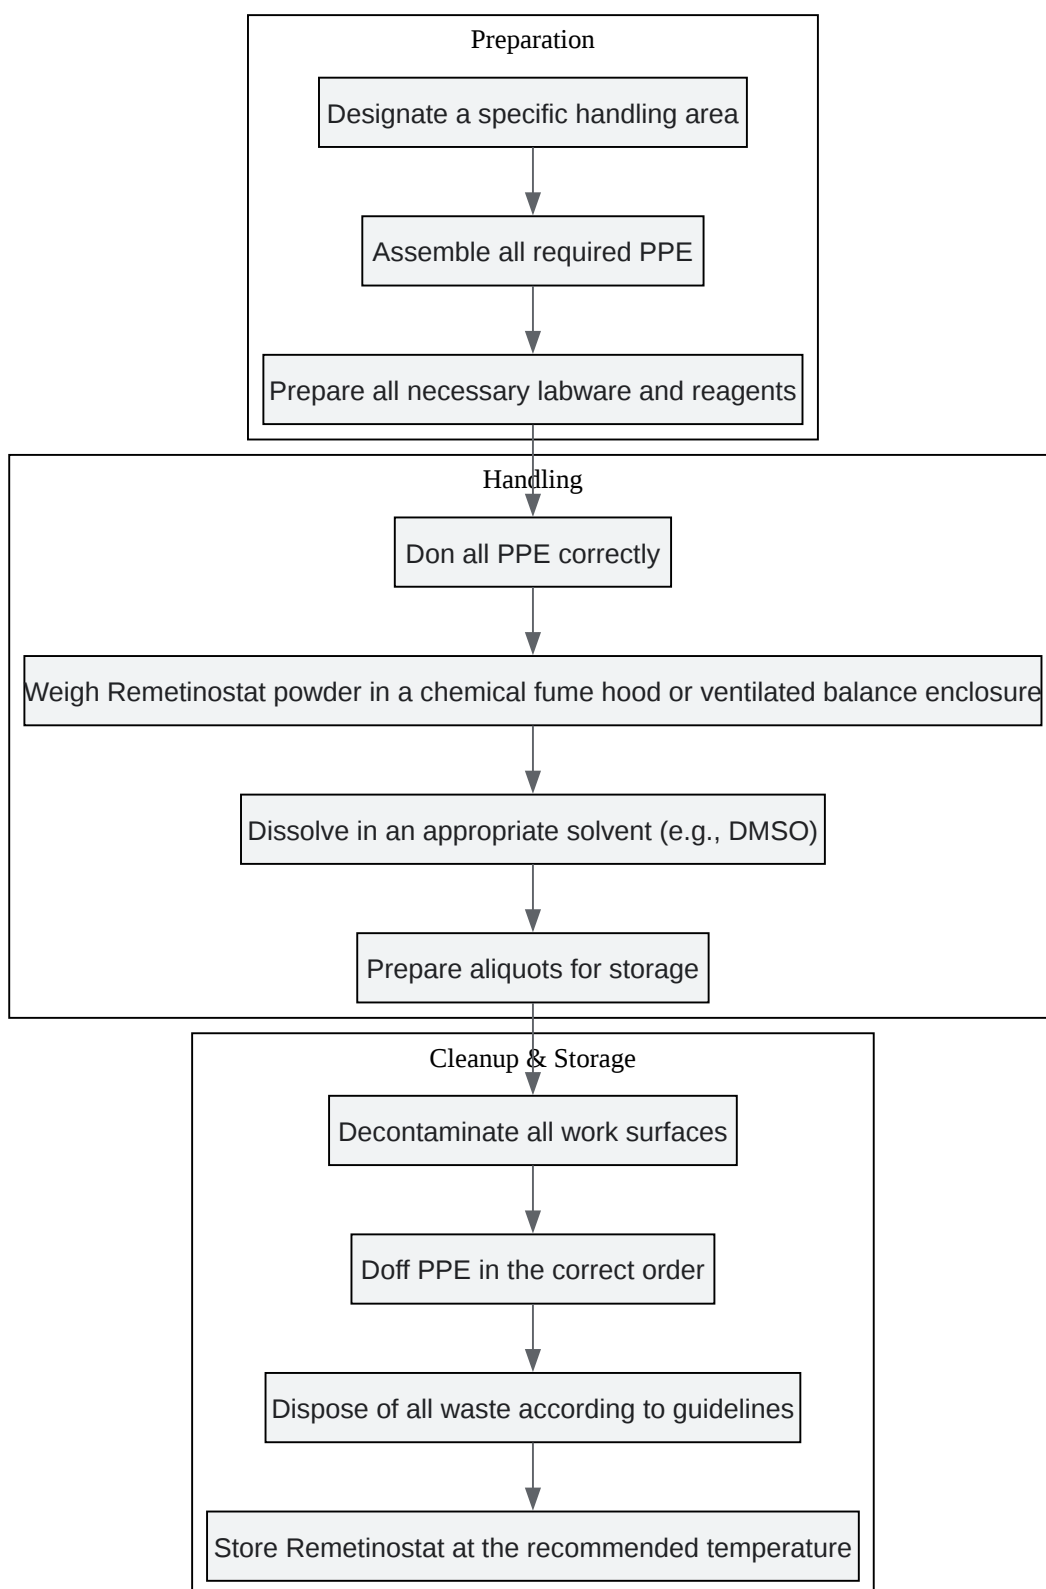 Preparation
Designate a specific handling area
Assemble all required PPE
Prepare all necessary labware and reagents
Handling
Don all PPE correctly
Weigh Remetinostat powder in a chemical fume hood or ventilated balance enclosure
Dissolve in an appropriate solvent (e.g., DMSO)
Prepare aliquots for storage
Cleanup & Storage
Decontaminate all work surfaces
Doff PPE in the correct order
Dispose of all waste according to guidelines
Store Remetinostat at the recommended temperature